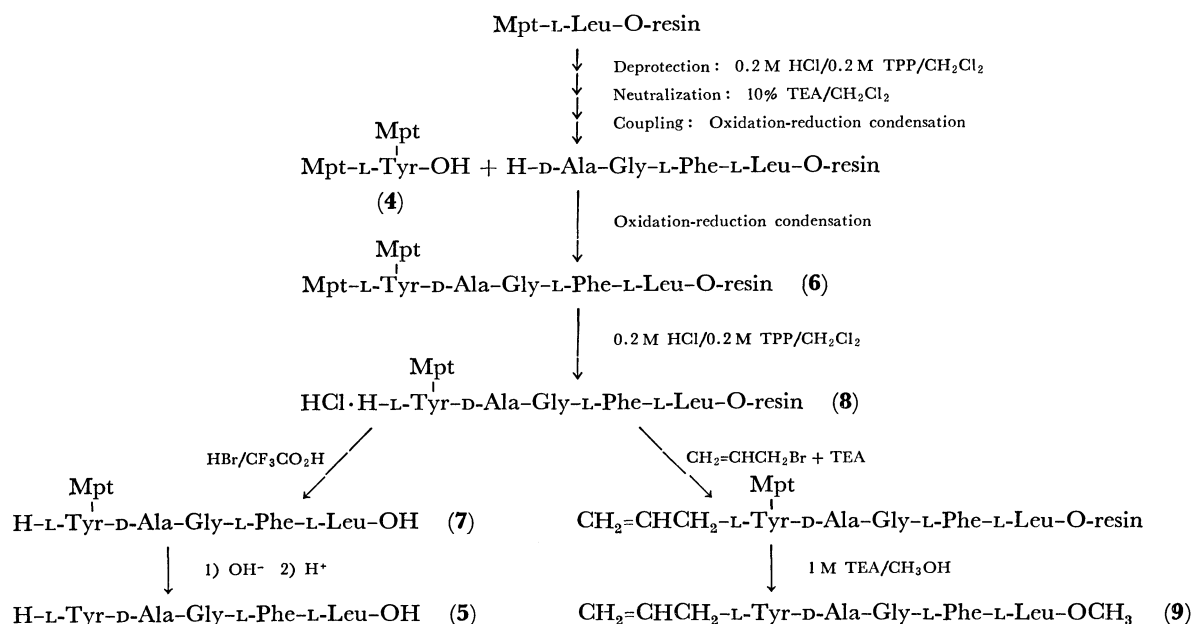 Mpt–L-Leu–O-resin
Deprotection: 0.2 M HCl/0.2 M TPP/CH₂Cl₂
Neutralization: 10% TEA/CH₂Cl₂
Coupling: Oxidation-reduction condensation
Mpt
Mpt–L-Tyr–OH + H–D-Ala–Gly–L-Phe–L-Leu–O-resin
(4)
Oxidation-reduction condensation
Mpt
Mpt–L-Tyr–D-Ala–Gly–L-Phe–L-Leu–O-resin (6)
0.2 M HCl/0.2 M TPP/CH₂Cl₂
Mpt
HCl·H–L-Tyr–D-Ala–Gly–L-Phe–L-Leu–O-resin (8)
HBr/CF₃CO₂H
CH₂=CHCH₂Br + TEA
Mpt
H–L-Tyr–D-Ala–Gly–L-Phe–L-Leu–OH (7)
Mpt
CH₂=CHCH₂–L-Tyr–D-Ala–Gly–L-Phe–L-Leu–O-resin
1) OH⁻ 2) H⁺
1 M TEA/CH₃OH
H–L-Tyr–D-Ala–Gly–L-Phe–L-Leu–OH (5)
CH₂=CHCH₂–L-Tyr–D-Ala–Gly–L-Phe–L-Leu–OCH₃ (9)